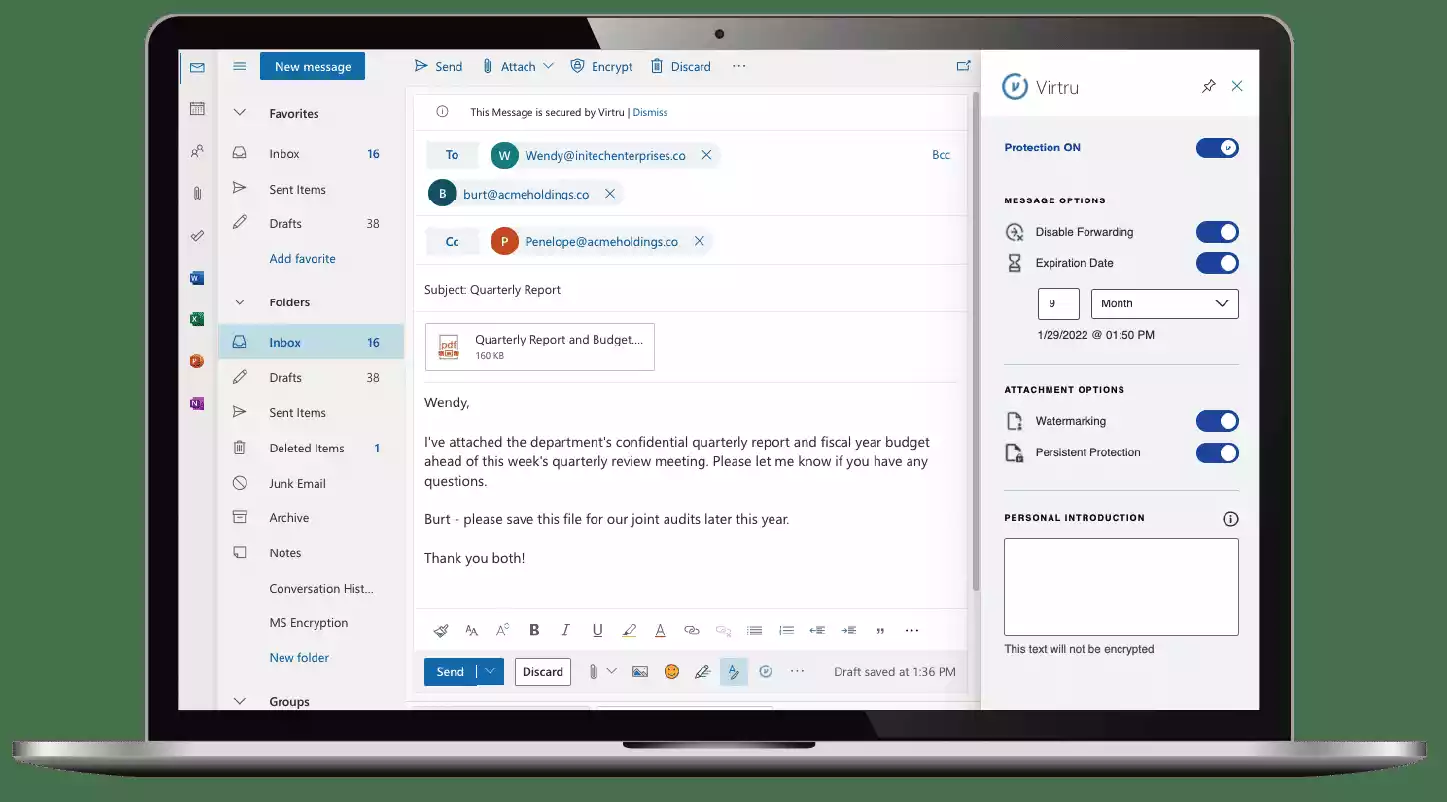 New message
Favorites
Inbox 16
Sent Items
Drafts 38
Add favorite
Folders
Inbox 16
Drafts 38
Sent Items
Deleted Items 1
Junk Email
Archive
Notes
Conversation Hist...
MS Encryption
New folder
Groups
Send Attach Encrypt Discard ...
This Message is secured by Virtru | Dismiss
To W Wendy@initechenterprises.co Bcc
B burt@acmeholdings.co
Cc P Penelope@acmeholdings.co
Subject: Quarterly Report
pdf
Quarterly Report and Budget....
160 KB
Wendy,
I've attached the department's confidential quarterly report and fiscal year budget
ahead of this week's quarterly review meeting. Please let me know if you have any
questions.
Burt - please save this file for our joint audits later this year.
Thank you both!
B I U A
Send Discard Draft saved at 1:36 PM
Virtru
Protection ON
MESSAGE OPTIONS
Disable Forwarding
Expiration Date
9 Month
1/29/2022 @ 01:50 PM
ATTACHMENT OPTIONS
Watermarking
Persistent Protection
PERSONAL INTRODUCTION
This text will not be encrypted